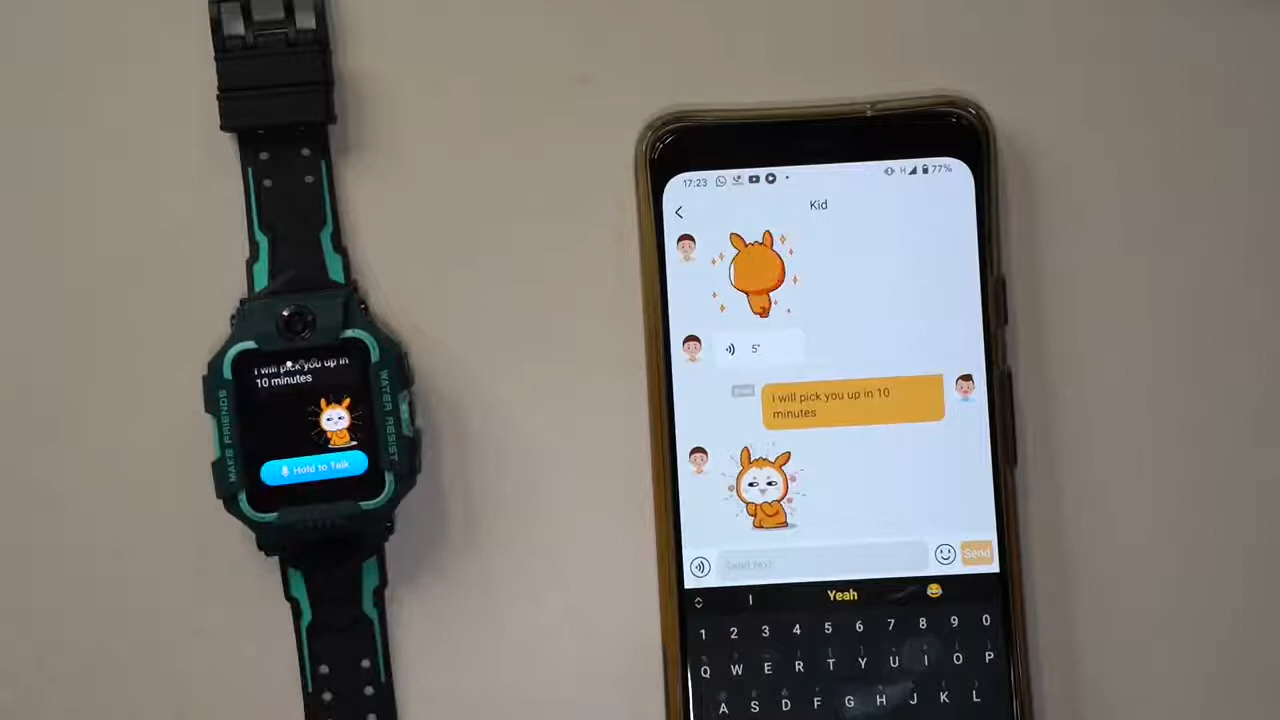 17:23
H
77%
Kid
5"
I will pick you up in 10
minutes
Send text
Send
I
Yeah
1 2 3 4 5 6 7 8 9 0
Q W E R T Y U I O P
A S D F G H J K L
I will pick you up in
10 minutes
Hold to Talk
MAKE FRIENDS
WATER RESIST